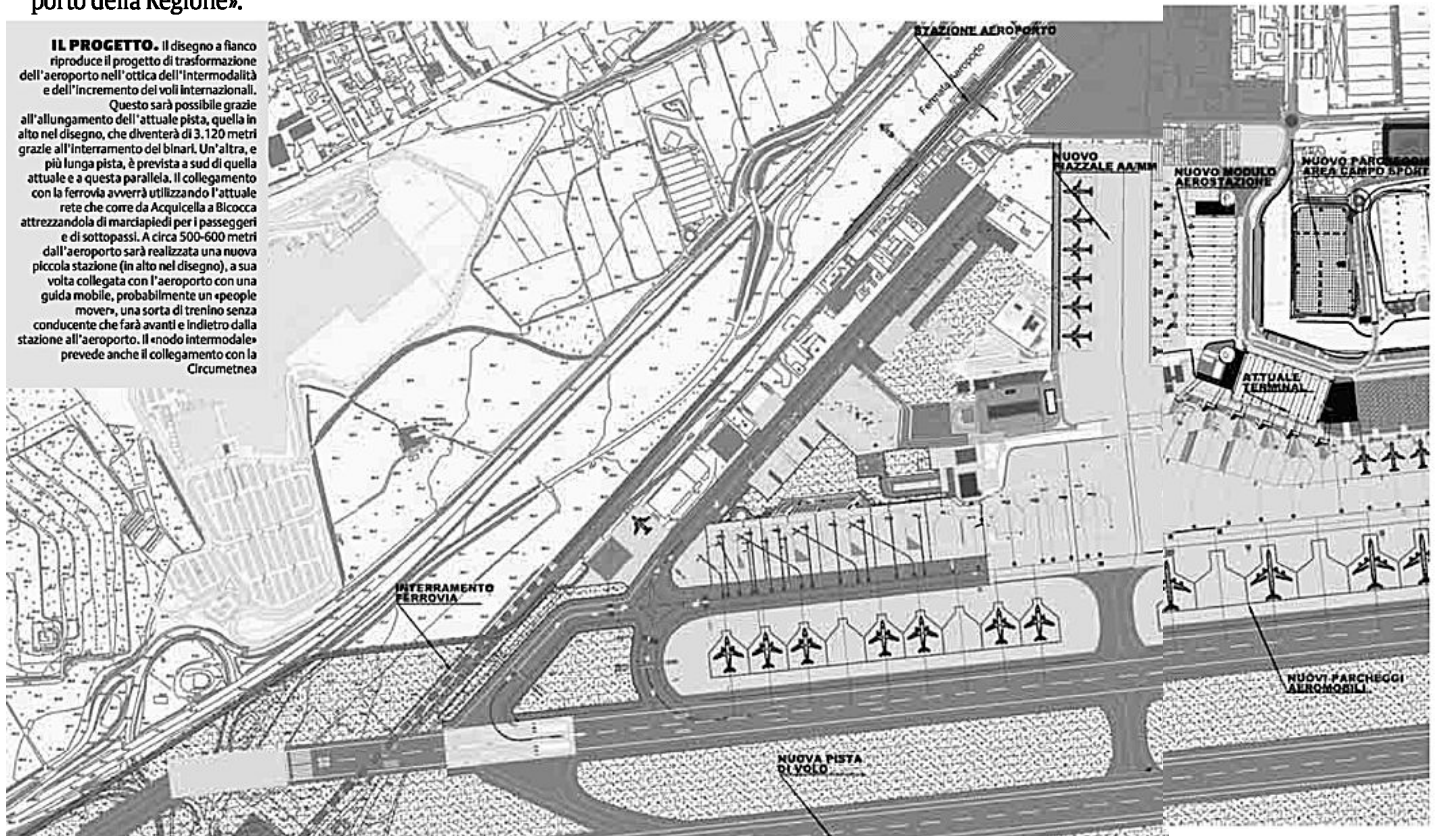 porto della Regione».
IL PROGETTO. Il disegno a fianco
riproduce il progetto di trasformazione
dell'aeroporto nell'ottica dell'intermodalità
e dell'incremento dei voli internazionali.
Questo sarà possibile grazie
all'allungamento dell'attuale pista, quella in
alto nel disegno, che diventerà di 3.120 metri
grazie all'interramento dei binari. Un'altra, e
più lunga pista, è prevista a sud di quella
attuale e a questa parallela. Il collegamento
con la ferrovia avverrà utilizzando l'attuale
rete che corre da Acquicella a Bicocca
attrezzandola di marciapiedi per i passeggeri
e di sottopassi. A circa 500-600 metri
dall'aeroporto sarà realizzata una nuova
piccola stazione (in alto nel disegno), a sua
volta collegata con l'aeroporto con una
guida mobile, probabilmente un «people
mover», una sorta di trenino senza
conducente che farà avanti e indietro dalla
stazione all'aeroporto. Il «nodo intermodale»
prevede anche il collegamento con la
Circumetnea
STAZIONE AEROPORTO
Fermata Aeroporto
NUOVO
PIAZZALE AA/MM
NUOVO MODULO
AEROSTAZIONE
NUOVO PARCHEGGI
AREA CAMPO SPORT
ATTUALE
TERMINAL
INTERRAMENTO
FERROVIA
NUOVI PARCHEGGI
AEROMOBILI
NUOVA PISTA
DI VOLO